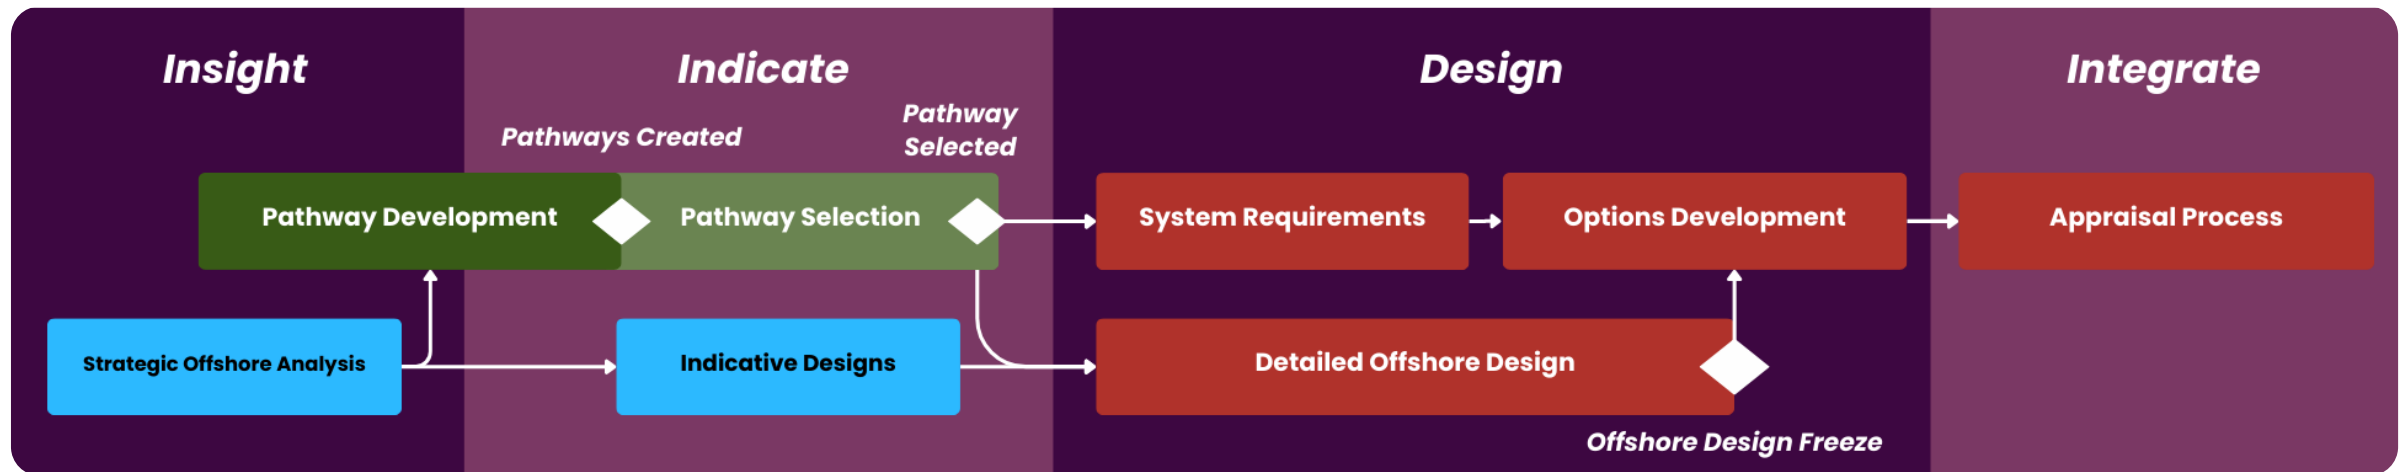 Insight
Indicate
Design
Integrate
Pathways Created
Pathway
Selected
Pathway Development
Pathway Selection
System Requirements
Options Development
Appraisal Process
Strategic Offshore Analysis
Indicative Designs
Detailed Offshore Design
Offshore Design Freeze